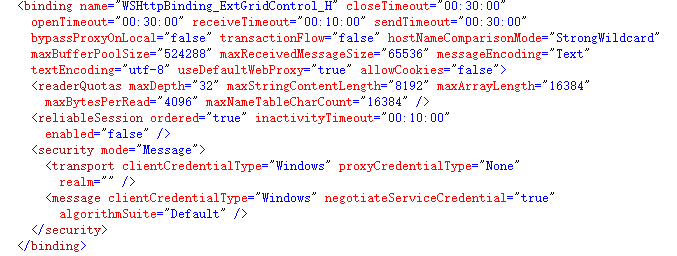 <binding name="WSHttpBinding_ExtGridControl_H" closeTimeout="00:30:00"
openTimeout="00:30:00" receiveTimeout="00:10:00" sendTimeout="00:30:00"
bypassProxyOnLocal="false" transactionFlow="false" hostNameComparisonMode="StrongWildcard"
maxBufferPoolSize="524288" maxReceivedMessageSize="65536" messageEncoding="Text"
textEncoding="utf-8" useDefaultWebProxy="true" allowCookies="false">
<readerQuotas maxDepth="32" maxStringContentLength="8192" maxArrayLength="16384"
maxBytesPerRead="4096" maxNameTableCharCount="16384" />
<reliableSession ordered="true" inactivityTimeout="00:10:00"
enabled="false" />
<security mode="Message">
<transport clientCredentialType="Windows" proxyCredentialType="None"
realm="" />
<message clientCredentialType="Windows" negotiateServiceCredential="true"
algorithmSuite="Default" />
</security>
</binding>